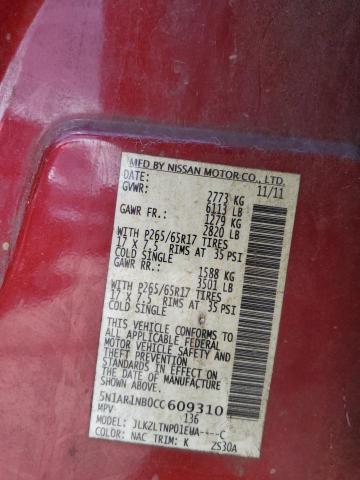 MFD BY NISSAN MOTOR CO., LTD.
DATE: 11/11
GVWR: 2773 KG
6113 LB
GAWR FR.: 1279 KG
2820 LB
WITH P265/65R17 TIRES
17 X 7.5 RIMS AT 35 PSI
COLD SINGLE
GAWR RR.: 1588 KG
3501 LB
WITH P265/65R17 TIRES
17 X 7.5 RIMS AT 35 PSI
COLD SINGLE
THIS VEHICLE CONFORMS TO
ALL APPLICABLE FEDERAL
MOTOR VEHICLE SAFETY AND
THEFT PREVENTION STANDARDS
IN EFFECT ON THE DATE OF
MANUFACTURE SHOWN
ABOVE.
5N1AR1NB0CC609310
MPV 136
MODEL: JLK2LTNP01EUA----C
COLOR: NAC TRIM: K 2S30A